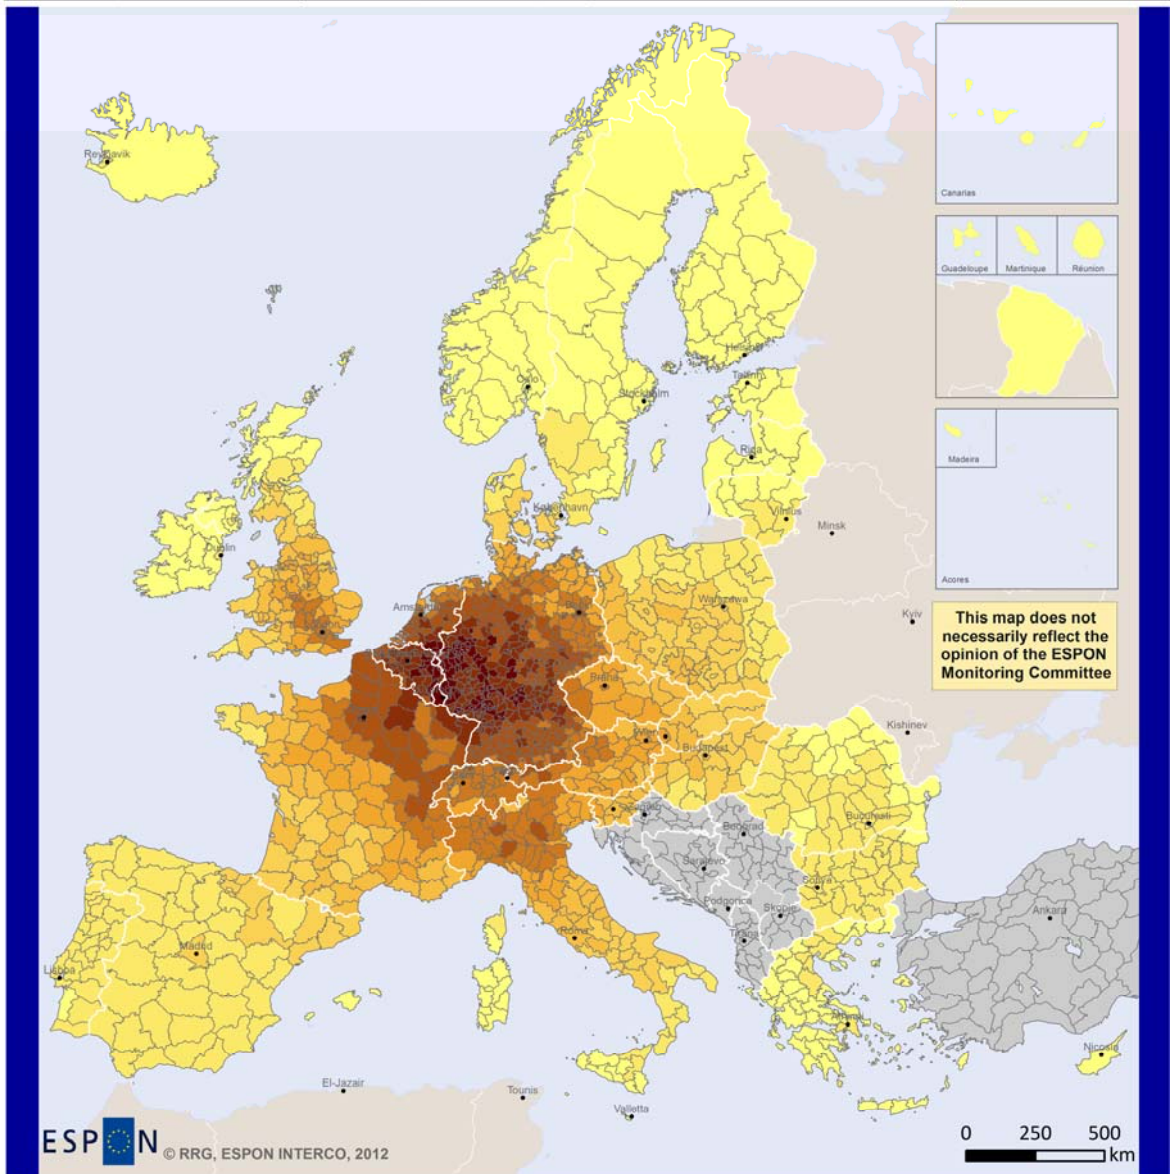 Reykjavik
Canarias
Guadeloupe
Martinique
Réunion
Helsinki
Tallinn
Oslo
Stockholm
Riga
Madeira
København
Vilnius
Minsk
Dublin
Acores
Amsterdam
Warszawa
Kyiv
This map does not
necessarily reflect the
opinion of the ESPON
Monitoring Committee
Praha
Kishinev
Wien
Budapest
Bucuresti
Beograd
Sarajevo
Sofiya
Podgorica
Skopje
Ankara
Roma
Tirana
Madrid
Lisboa
Athinai
Nicosia
El-Jazair
Tounis
Valletta
ESPON © RRG, ESPON INTERCO, 2012
0 250 500
km